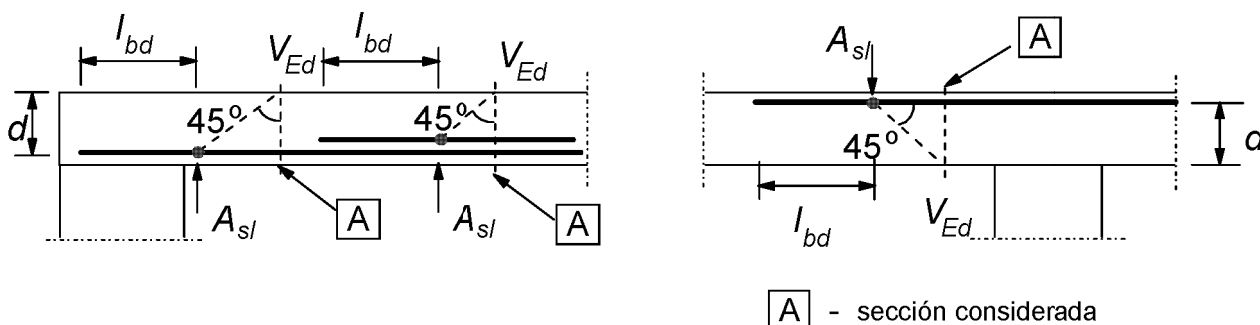 l_bd
l_bd
V_Ed
V_Ed
A_sl
A
d
45°
45°
45°
d
A_sl
A
A_sl
A
l_bd
V_Ed
A - sección considerada